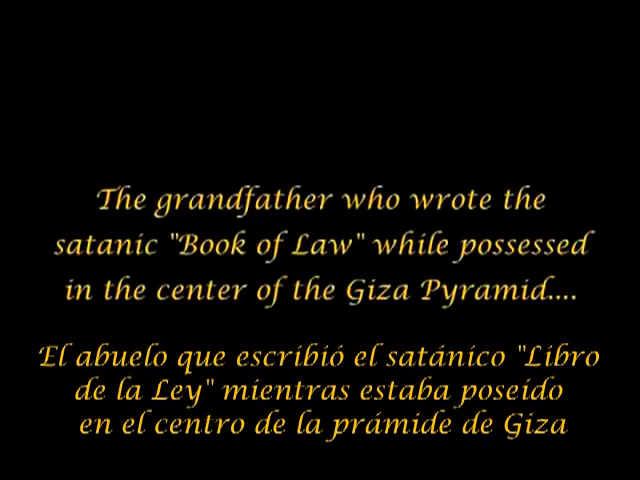 The grandfather who wrote the
satanic "Book of Law" while possessed
in the center of the Giza Pyramid....
El abuelo que escribió el satánico "Libro
de la Ley" mientras estaba poseído
en el centro de la prámide de Giza